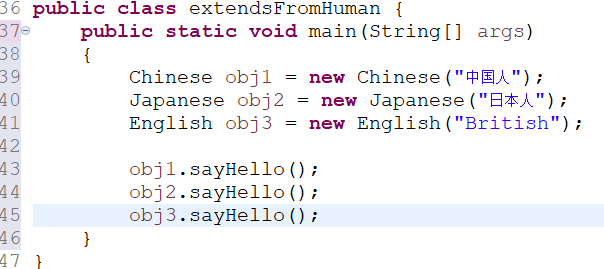 36 public class extendsFromHuman {
37 public static void main(String[] args)
38 {
39 Chinese obj1 = new Chinese("中国人");
40 Japanese obj2 = new Japanese("日本人");
41 English obj3 = new English("British");
42
43 obj1.sayHello();
44 obj2.sayHello();
45 obj3.sayHello();
46 }
47 }